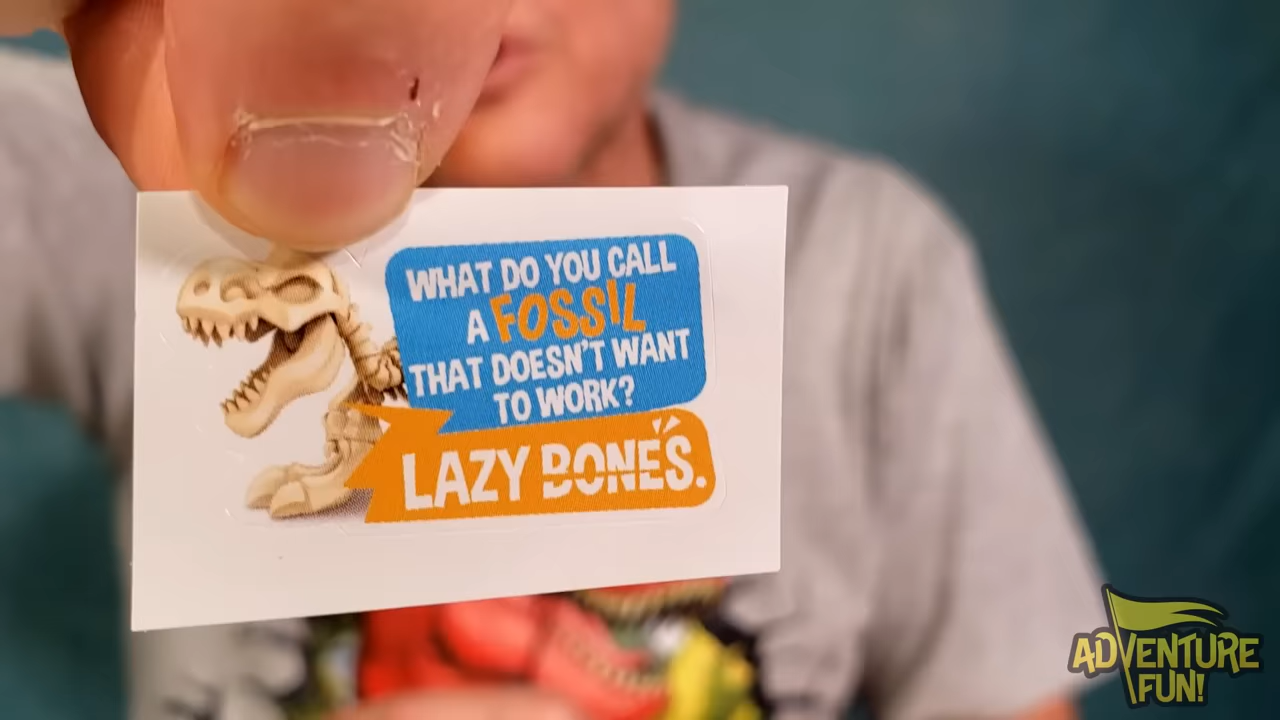 WHAT DO YOU CALL
A FOSSIL
THAT DOESN'T WANT
TO WORK?
LAZY BONES.
ADVENTURE
FUN!